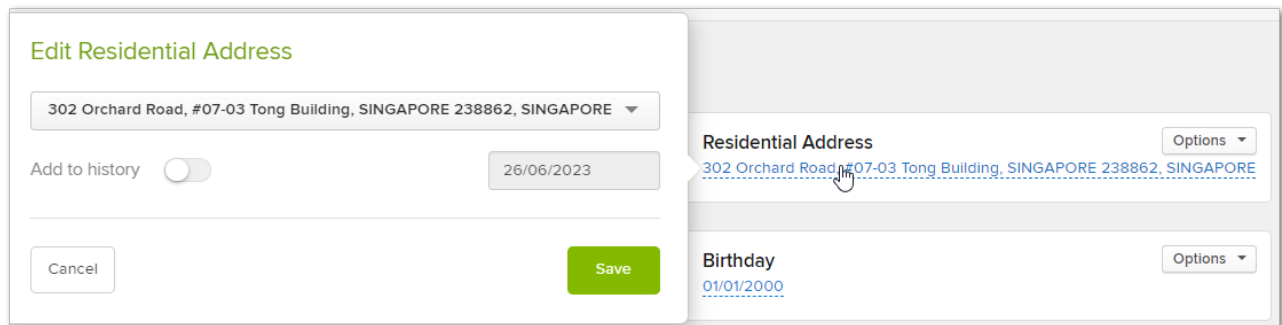 Edit Residential Address
302 Orchard Road, #07-03 Tong Building, SINGAPORE 238862, SINGAPORE
Add to history
26/06/2023
Cancel
Save
Residential Address
Options
302 Orchard Road, #07-03 Tong Building, SINGAPORE 238862, SINGAPORE
Birthday
Options
01/01/2000